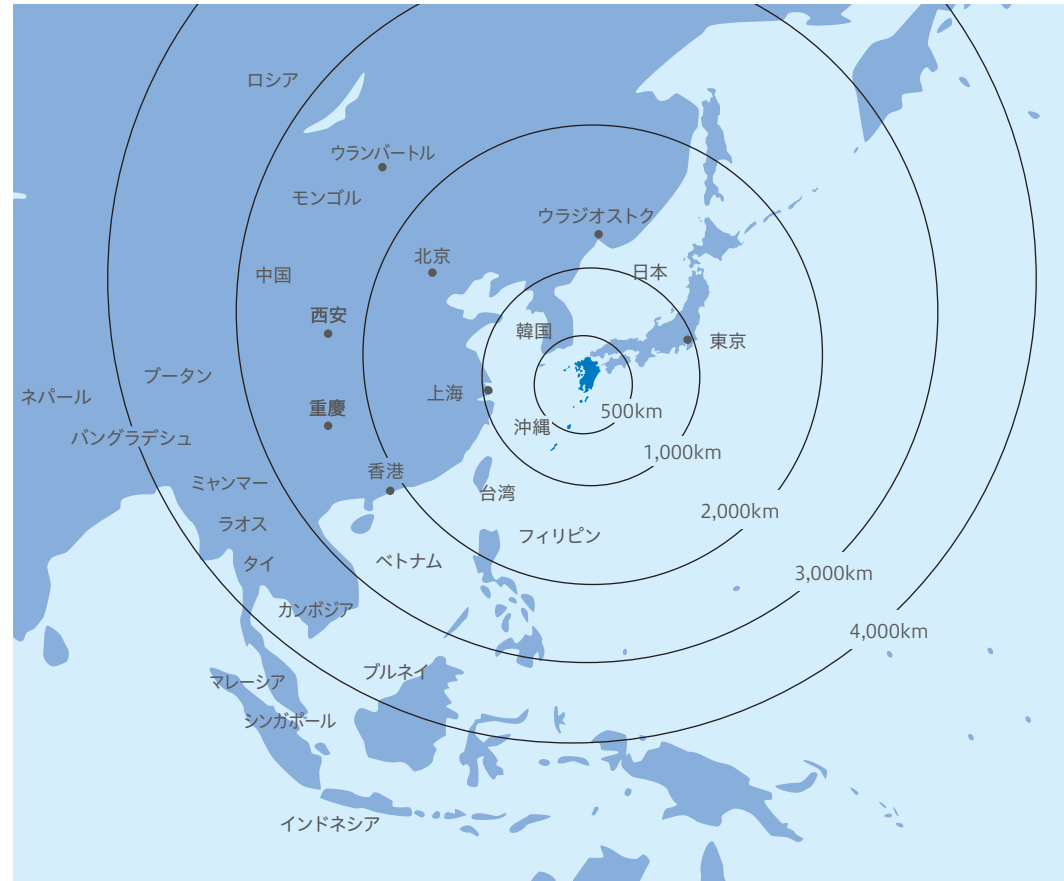 ロシア
ウランバートル
モンゴル
ウラジオストク
北京
日本
中国
西安
韓国
東京
ブータン
ネパール
上海
重慶
500km
沖縄
バングラデシュ
1,000km
香港
ミャンマー
台湾
2,000km
ラオス
フィリピン
タイ
ベトナム
3,000km
カンボジア
4,000km
ブルネイ
マレーシア
シンガポール
インドネシア